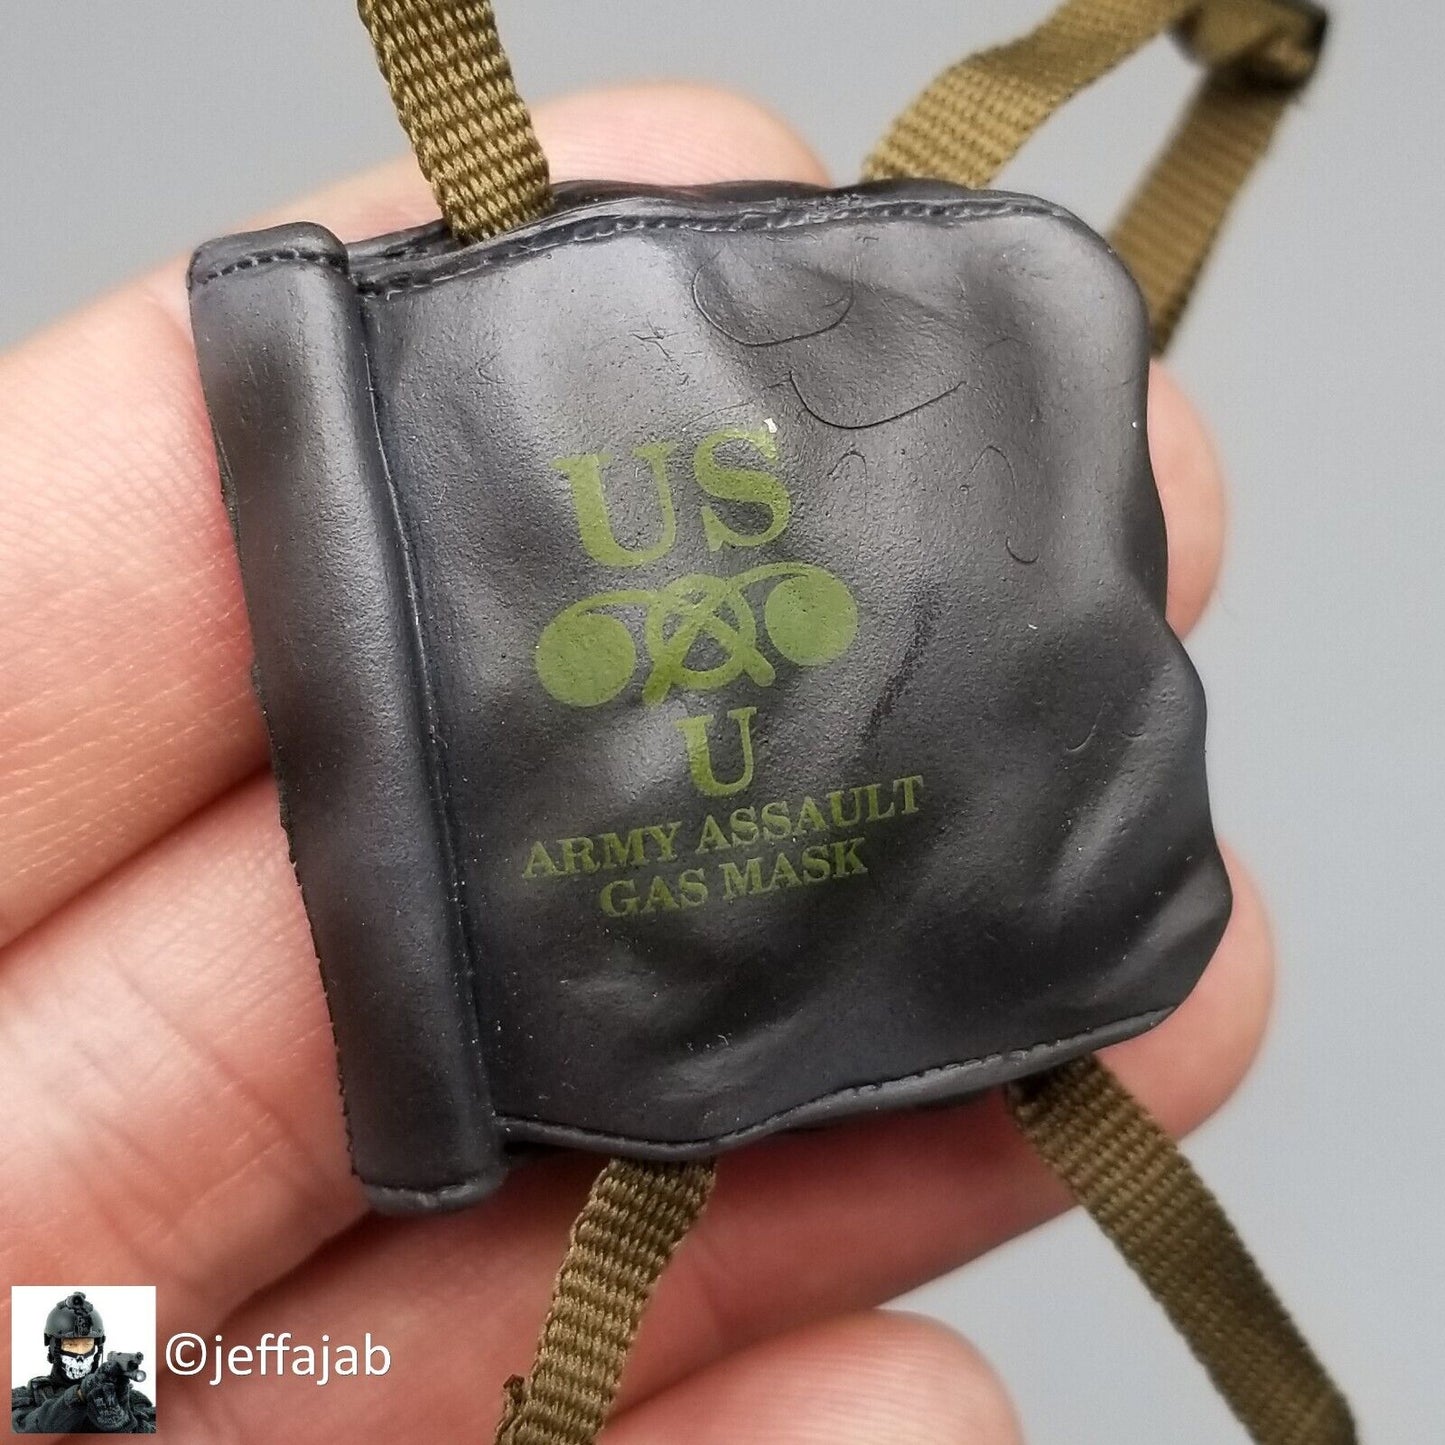 US
U
ARMY ASSAULT
GAS MASK
©jeffajab